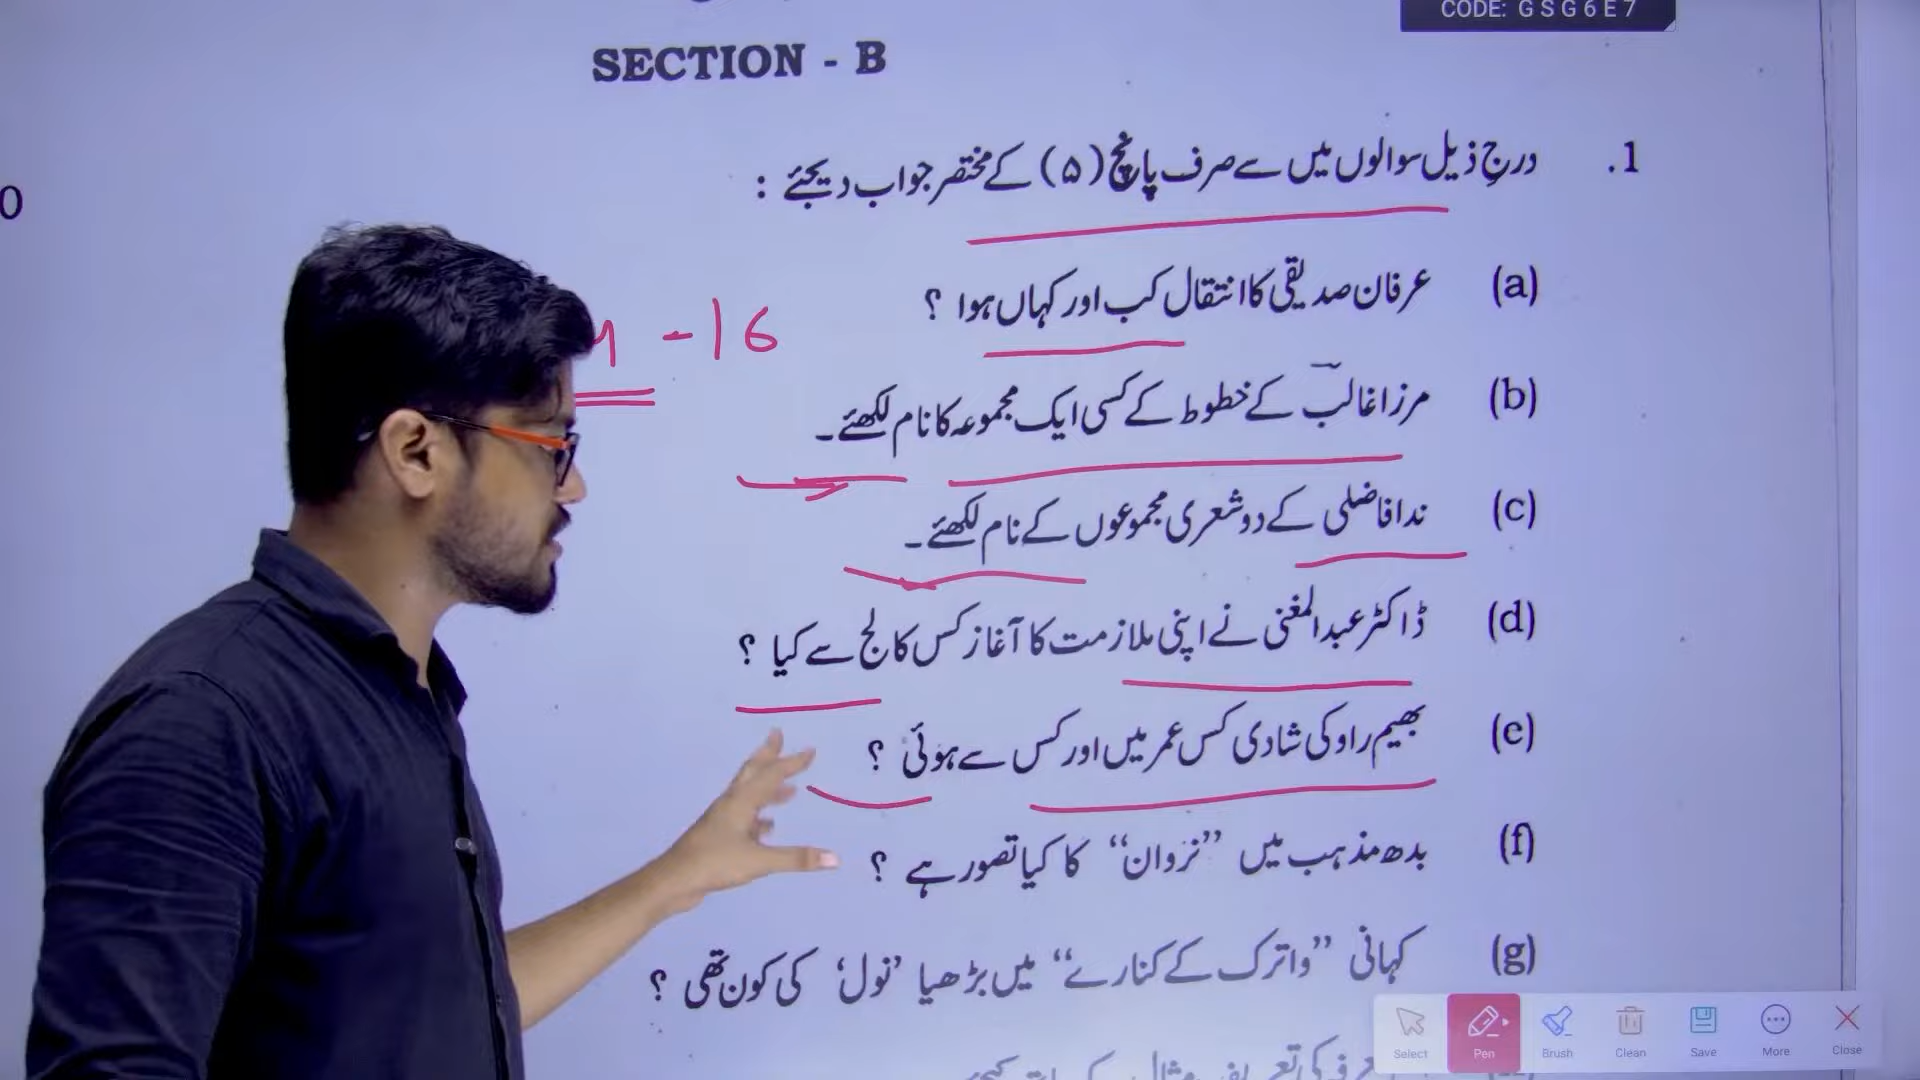 CODE: GSG6E7
SECTION - B
1. درجِ ذیل سوالوں میں سے صرف پانچ (۵) کے مختصر جواب دیجئے :
(a) عرفان صدیقی کا انتقال کب اور کہاں ہوا ؟
- 16
(b) مرزا غالبؔ کے خطوط کے کسی ایک مجموعہ کا نام لکھئے۔
(c) ندا فاضلی کے دو شعری مجموعوں کے نام لکھئے۔
(d) ڈاکٹر عبدالمغنی نے اپنی ملازمت کا آغاز کس کالج سے کیا ؟
(e) بھیم راو کی شادی کس عمر میں اور کس سے ہوئی ؟
(f) بدھ مذہب میں ”نروان“ کا کیا تصور ہے ؟
(g) کہانی ”واترک کے کنارے“ میں بڑھیا ’نول‘ کی کون تھی ؟
Select Pen Brush Clean Save More Close